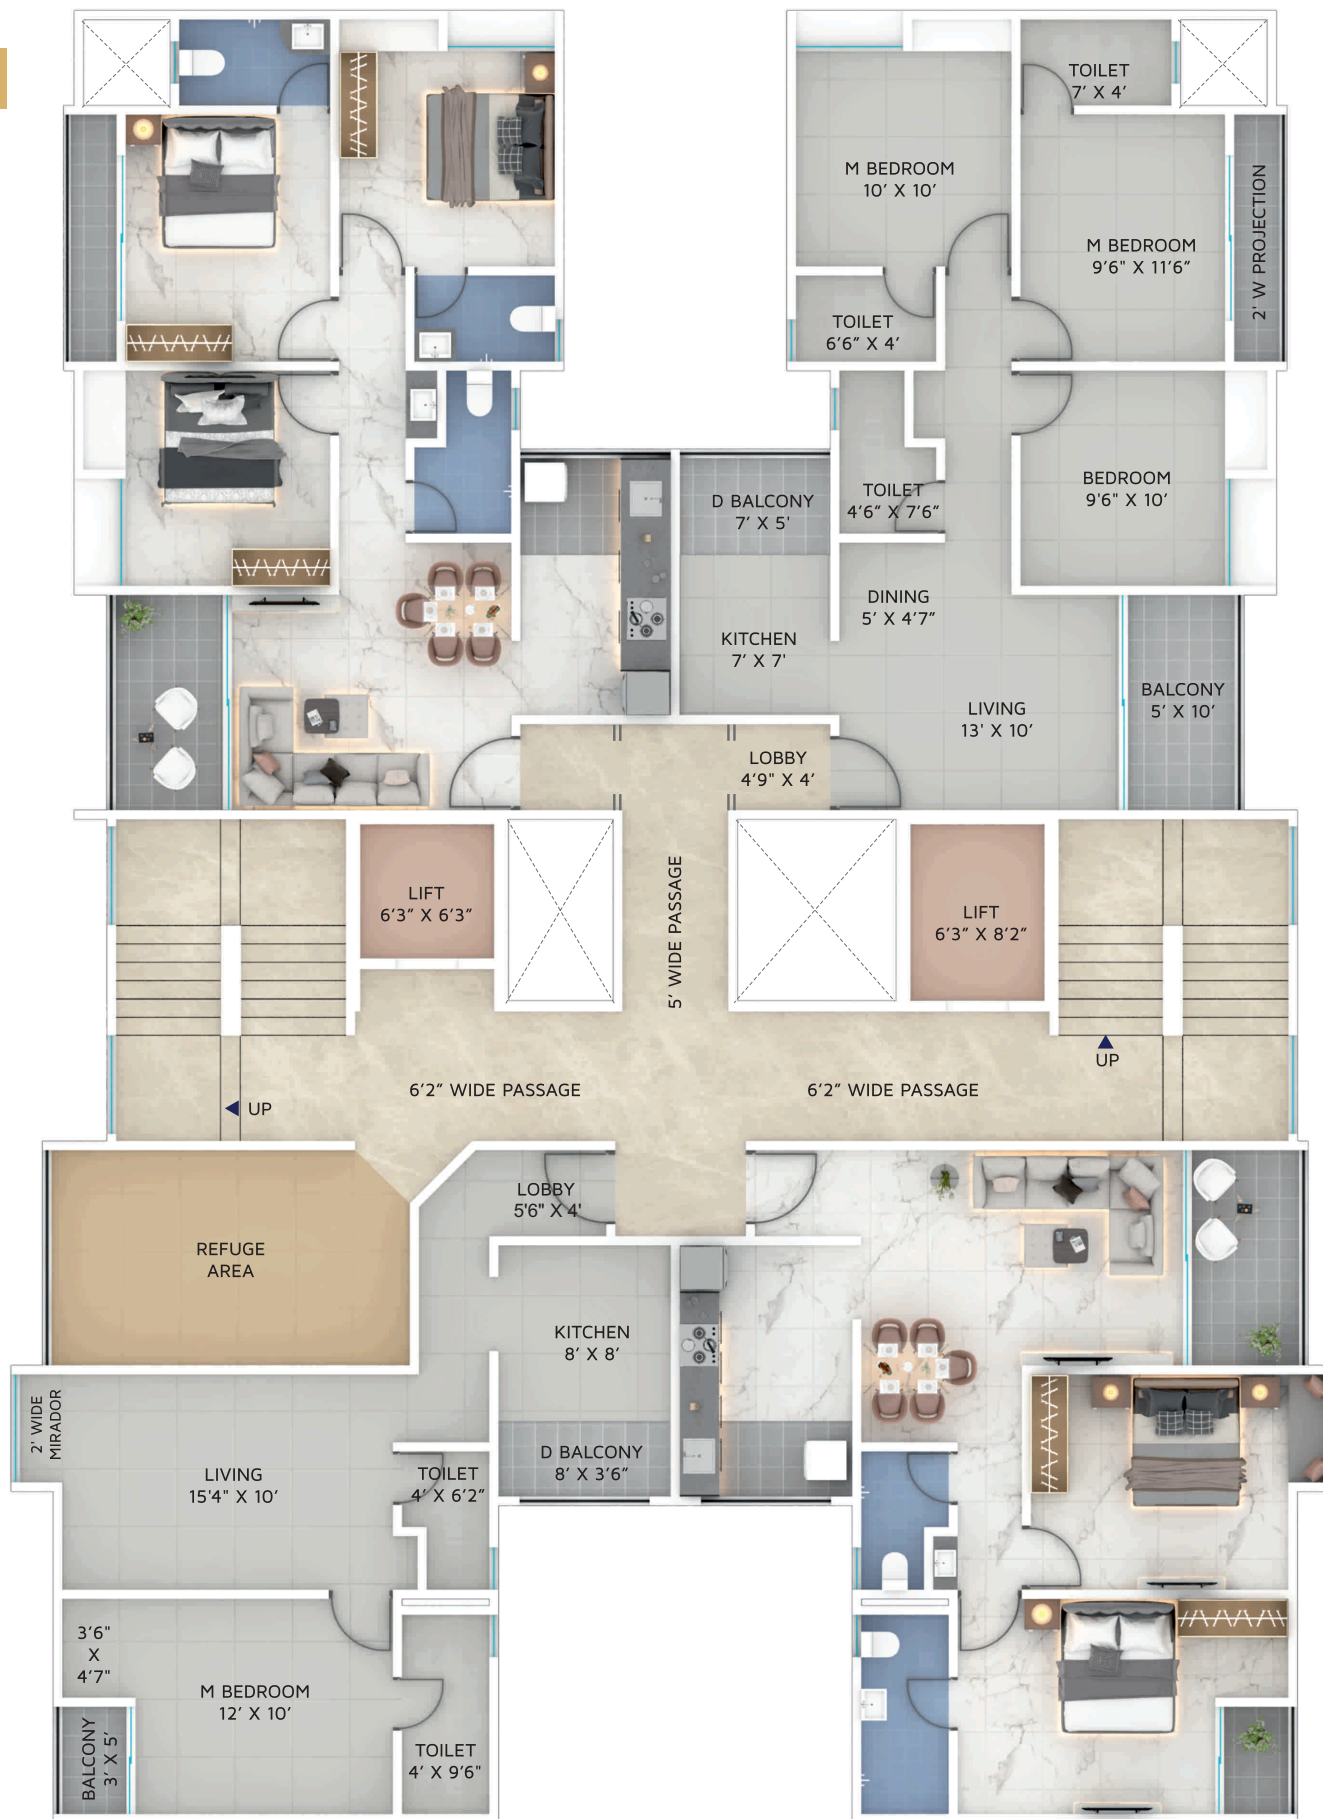 TOILET
7’ X 4’
M BEDROOM
10’ X 10’
M BEDROOM
9’6" X 11’6”
2' W PROJECTION
TOILET
6’6” X 4’
TOILET
4’6” X 7’6”
BEDROOM
9’6" X 10’
D BALCONY
7’ X 5'
DINING
5’ X 4’7”
KITCHEN
7’ X 7'
LIVING
13' X 10’
BALCONY
5’ X 10’
LOBBY
4’9" X 4’
5’ WIDE PASSAGE
LIFT
6’3” X 6’3”
LIFT
6’3” X 8’2”
6’2” WIDE PASSAGE
6’2” WIDE PASSAGE
UP
UP
LOBBY
5'6" X 4'
REFUGE
AREA
KITCHEN
8’ X 8’
2' WIDE
MIRADOR
D BALCONY
8’ X 3’6”
LIVING
15'4" X 10’
TOILET
4’ X 6’2”
3’6"
X
4’7"
M BEDROOM
12’ X 10’
BALCONY
3’ X 5’
TOILET
4’ X 9’6"